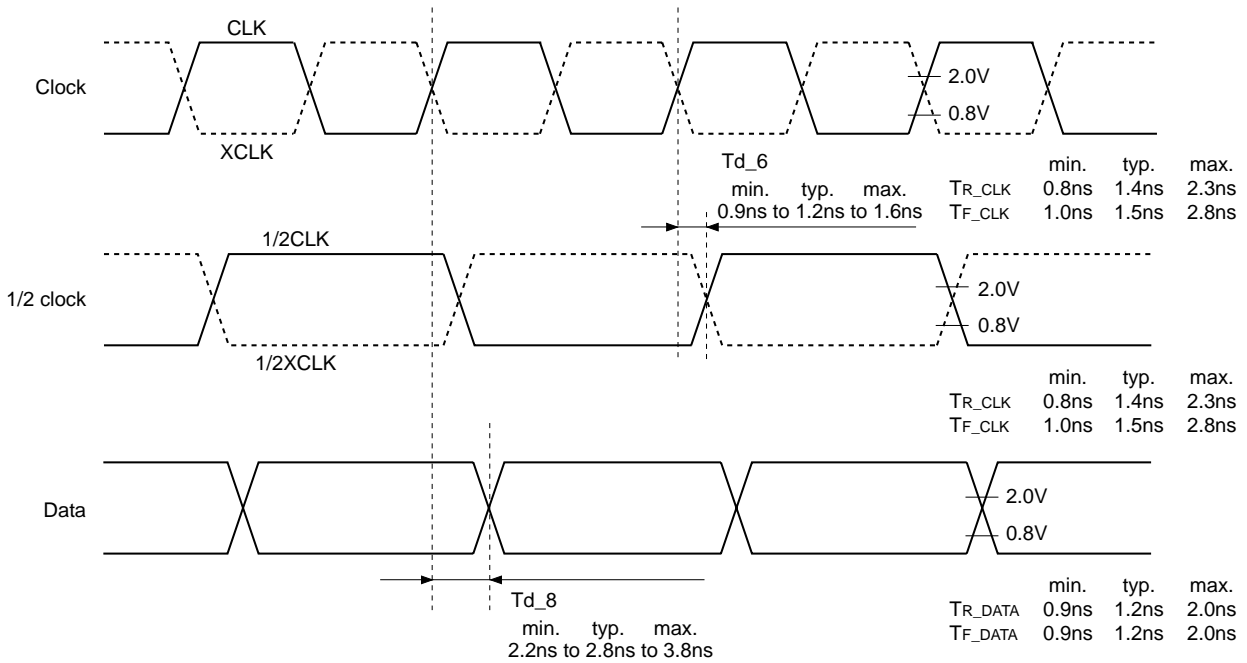 CLK
Clock
2.0V
0.8V
XCLK
Td_6
min. typ. max.
0.9ns to 1.2ns to 1.6ns
min. typ. max.
TR_CLK 0.8ns 1.4ns 2.3ns
TF_CLK 1.0ns 1.5ns 2.8ns
1/2CLK
1/2 clock
2.0V
0.8V
1/2XCLK
min. typ. max.
TR_CLK 0.8ns 1.4ns 2.3ns
TF_CLK 1.0ns 1.5ns 2.8ns
Data
2.0V
0.8V
Td_8
min. typ. max.
2.2ns to 2.8ns to 3.8ns
min. typ. max.
TR_DATA 0.9ns 1.2ns 2.0ns
TF_DATA 0.9ns 1.2ns 2.0ns